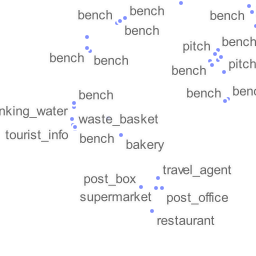 bench
bench
bench
bench
bench
bench
pitch
bench
bench
pitch
bench
bench
bench
nking_water
waste_basket
tourist_info
bench
bakery
travel_agent
post_box
supermarket
post_office
restaurant